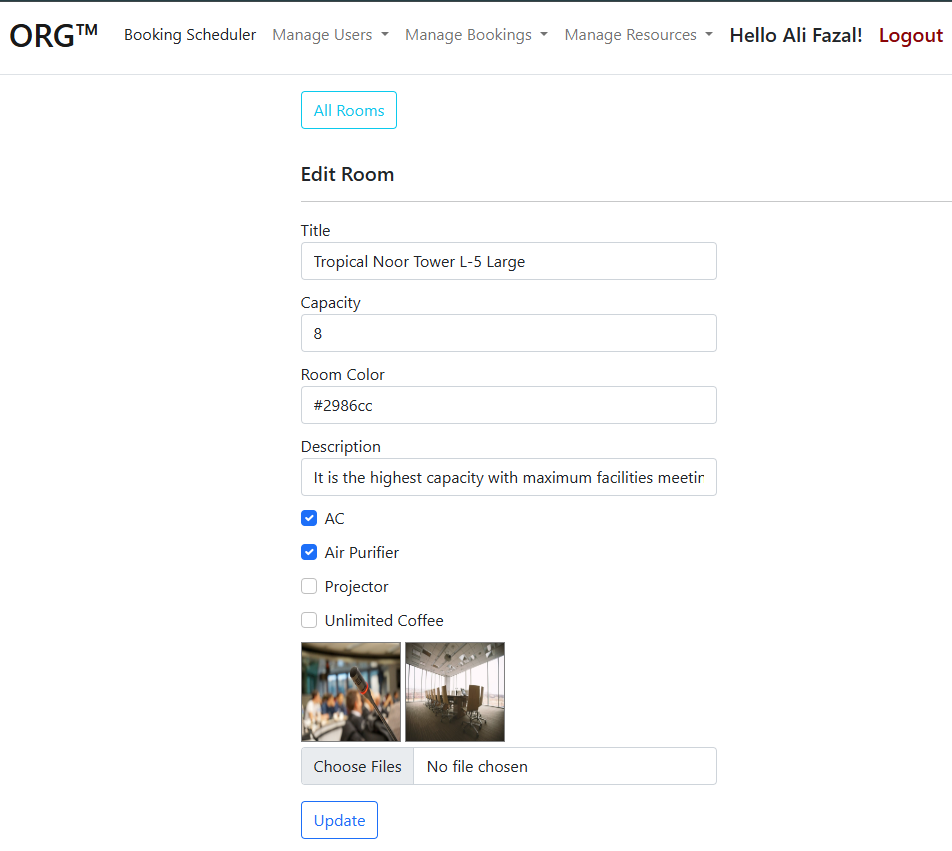 ORG™ Booking Scheduler Manage Users Manage Bookings Manage Resources Hello Ali Fazal! Logout
All Rooms
Edit Room
Title
Tropical Noor Tower L-5 Large
Capacity
8
Room Color
#2986cc
Description
It is the highest capacity with maximum facilities
AC
Air Purifier
Projector
Unlimited Coffee
Choose Files No file chosen
Update